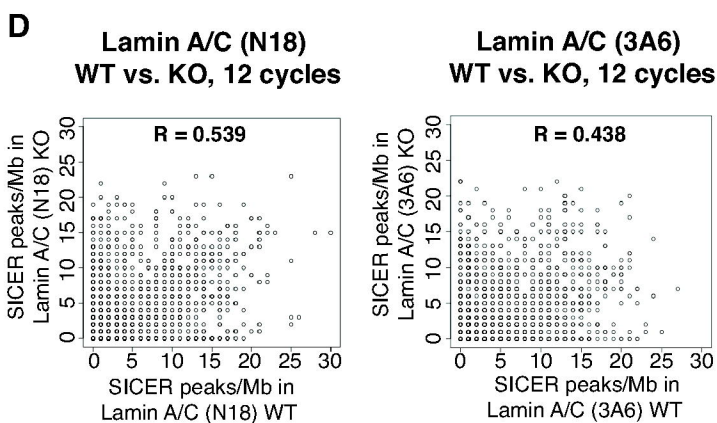 D
Lamin A/C (N18)
WT vs. KO, 12 cycles
R = 0.539
SICER peaks/Mb in
Lamin A/C (N18) KO
30
25
20
15
10
5
0
0 5 10 15 20 25 30
SICER peaks/Mb in
Lamin A/C (N18) WT
Lamin A/C (3A6)
WT vs. KO, 12 cycles
R = 0.438
SICER peaks/Mb in
Lamin A/C (3A6) KO
30
25
20
15
10
5
0
0 5 10 15 20 25 30
SICER peaks/Mb in
Lamin A/C (3A6) WT